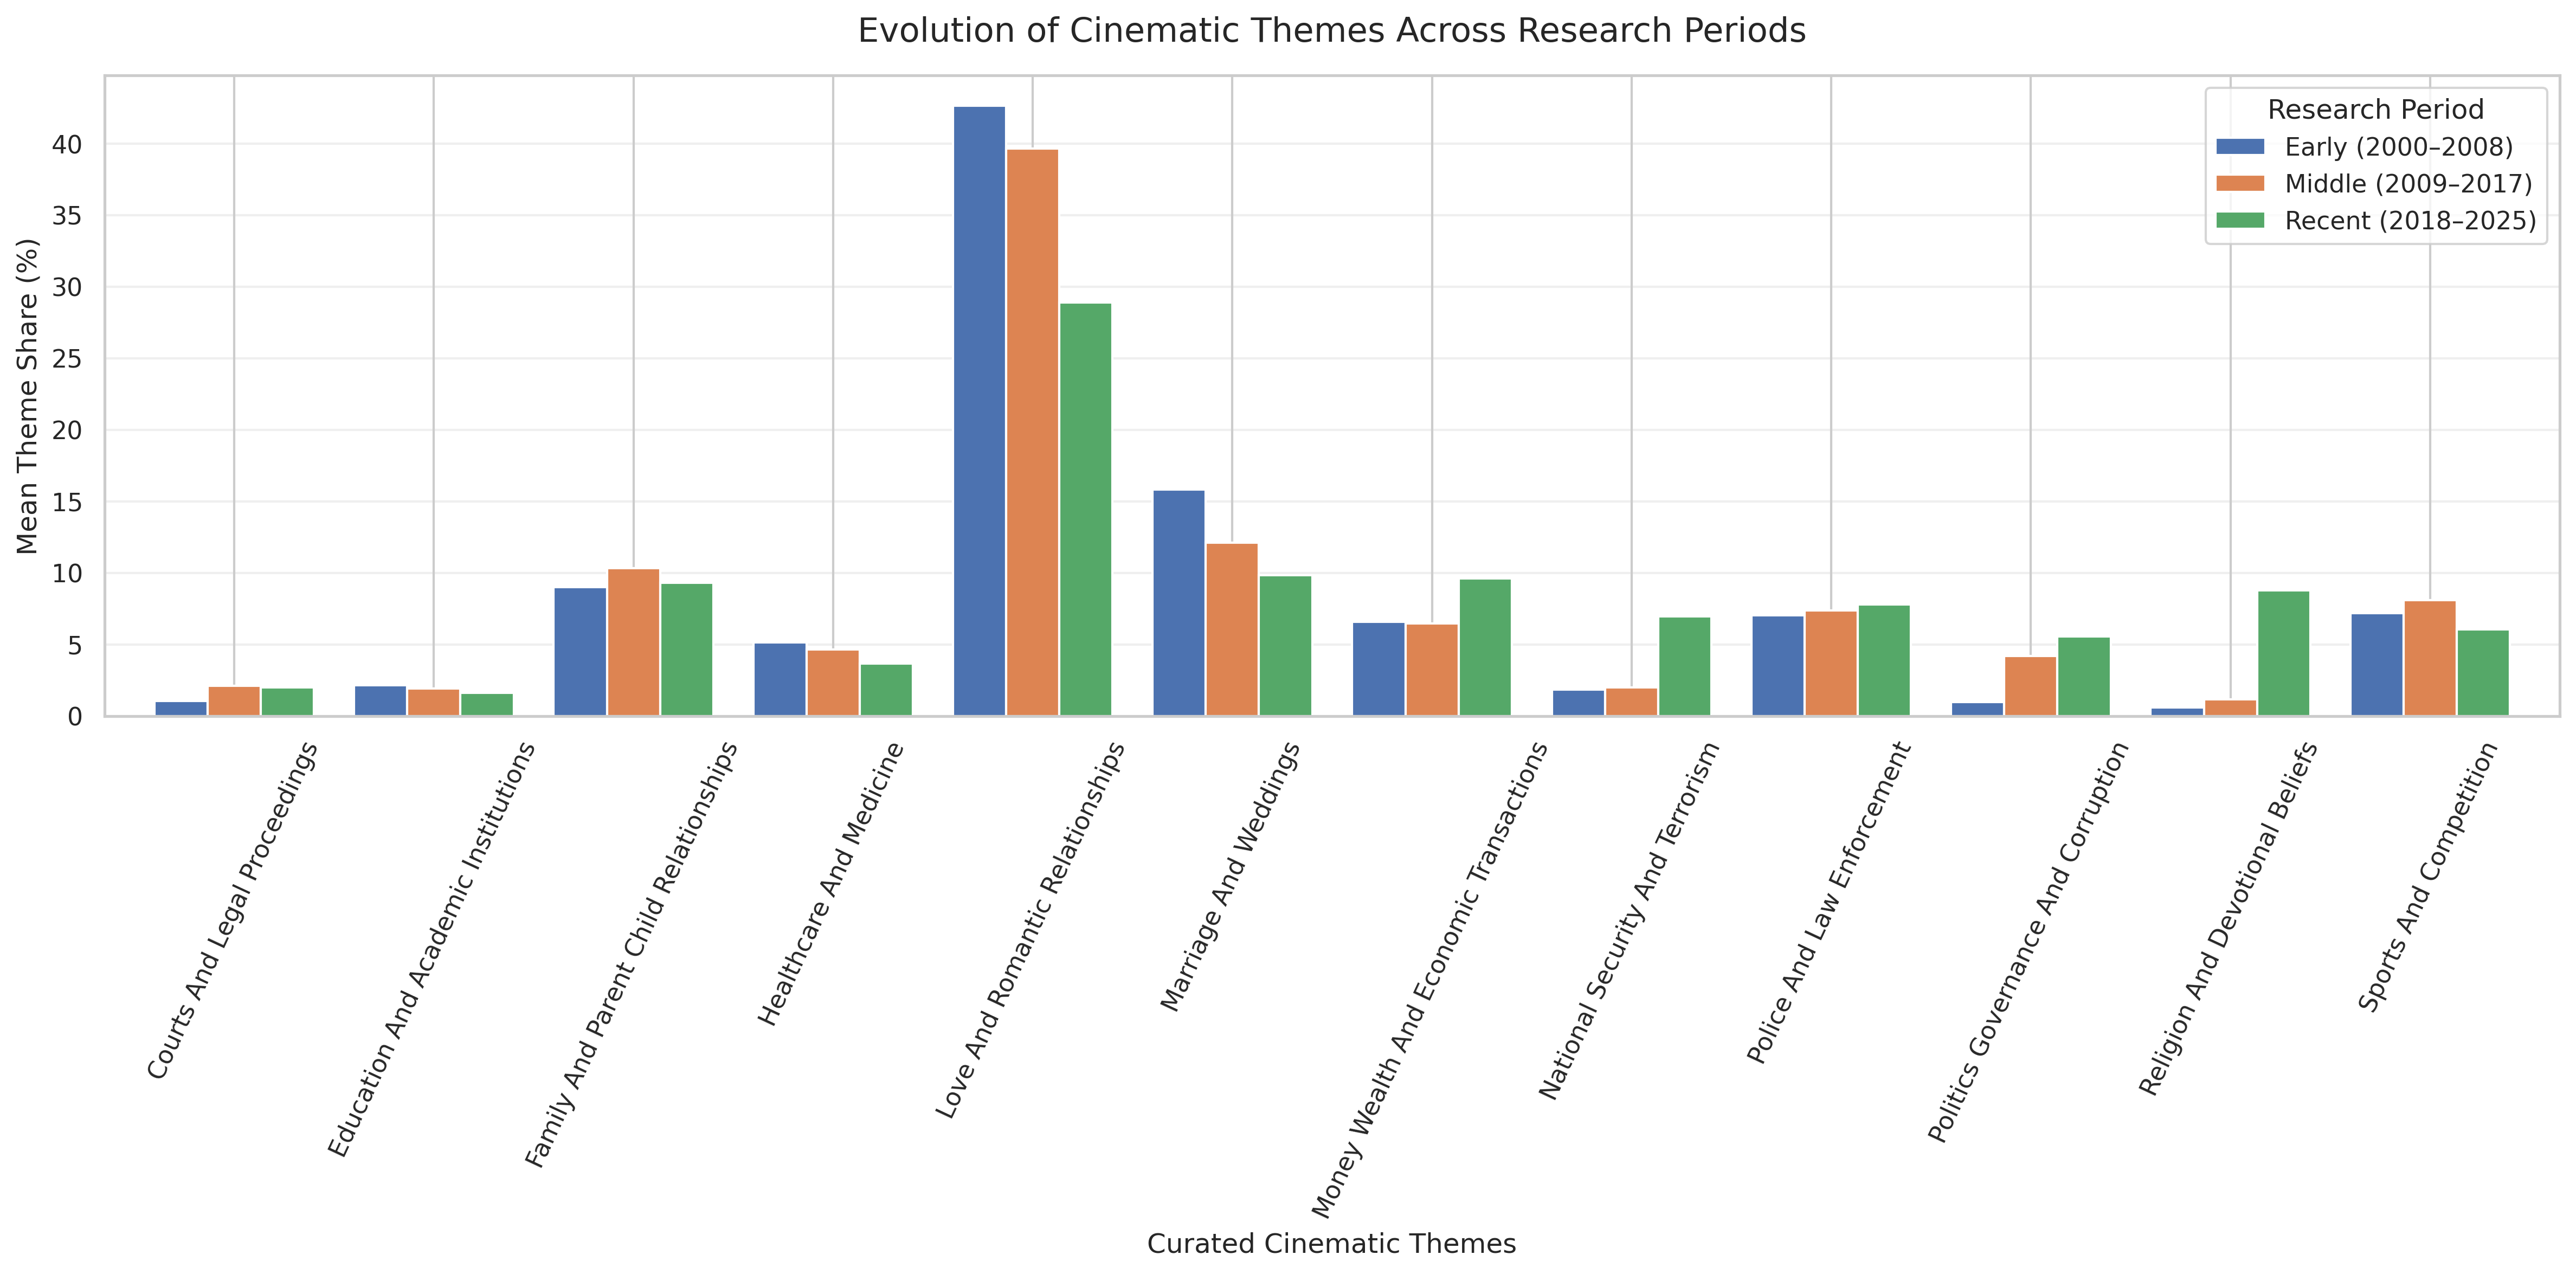 Evolution of Cinematic Themes Across Research Periods
Research Period
Early (2000–2008)
Middle (2009–2017)
Recent (2018–2025)
Mean Theme Share (%)
40
35
30
25
20
15
10
5
0
Courts And Legal Proceedings
Education And Academic Institutions
Family And Parent Child Relationships
Healthcare And Medicine
Love And Romantic Relationships
Marriage And Weddings
Money Wealth And Economic Transactions
National Security And Terrorism
Police And Law Enforcement
Politics Governance And Corruption
Religion And Devotional Beliefs
Sports And Competition
Curated Cinematic Themes